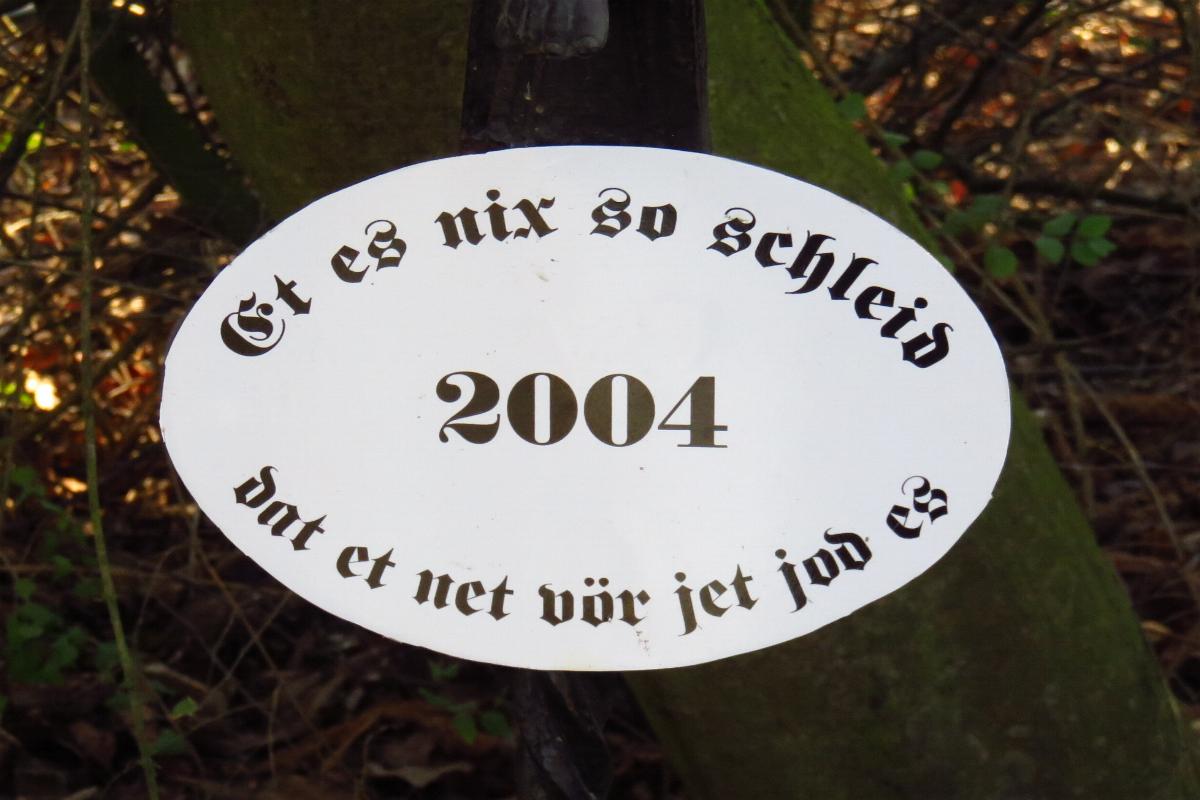 Et es nix so schleid
2004
dat et net vör jet jod es